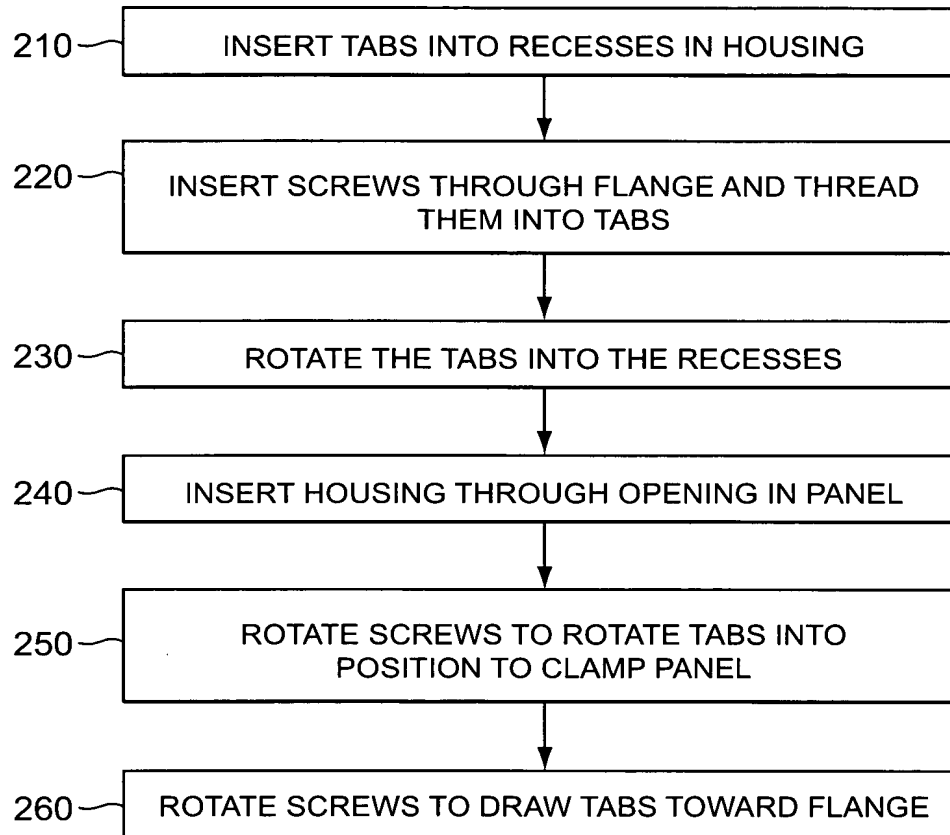 210
INSERT TABS INTO RECESSES IN HOUSING
220
INSERT SCREWS THROUGH FLANGE AND THREAD
THEM INTO TABS
230
ROTATE THE TABS INTO THE RECESSES
240
INSERT HOUSING THROUGH OPENING IN PANEL
250
ROTATE SCREWS TO ROTATE TABS INTO
POSITION TO CLAMP PANEL
260
ROTATE SCREWS TO DRAW TABS TOWARD FLANGE